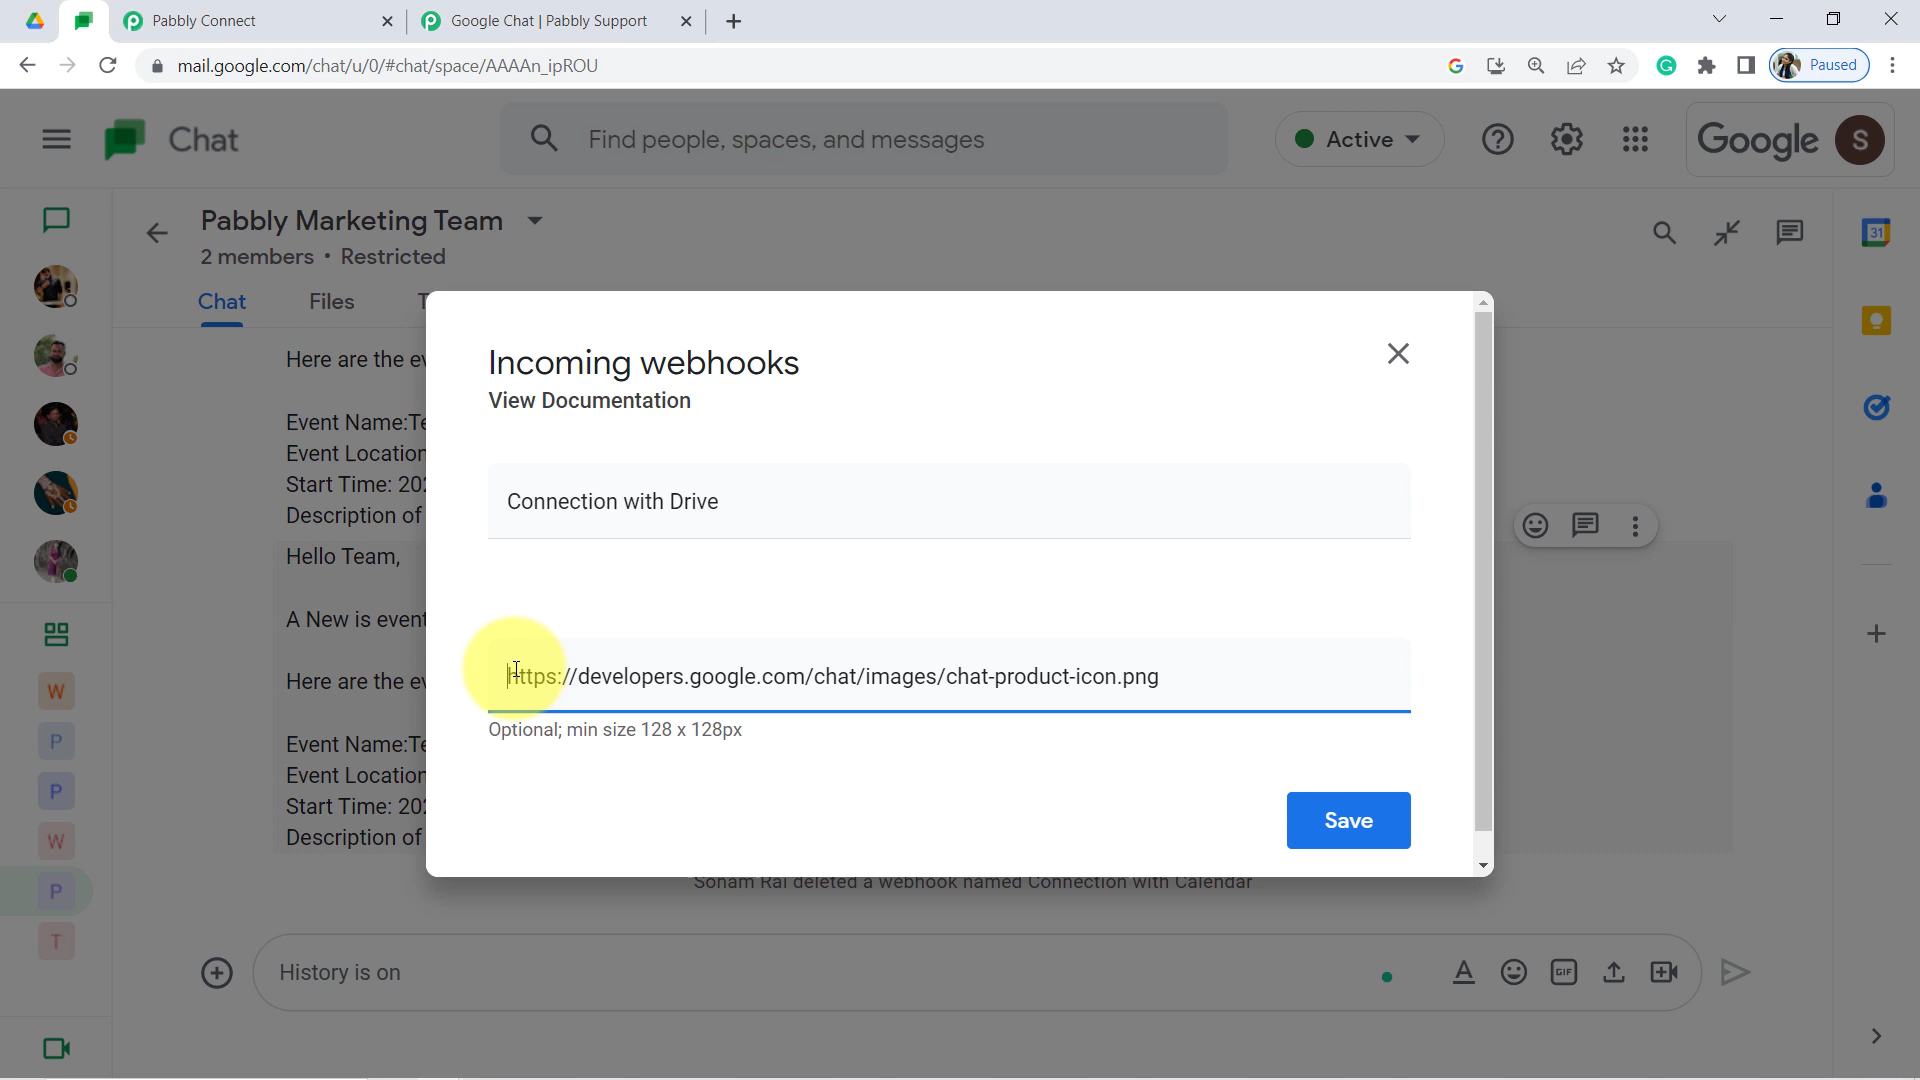 Pabbly Connect
Google Chat | Pabbly Support
mail.google.com/chat/u/0/#chat/space/AAAAn_ipROU
Paused
Chat
Find people, spaces, and messages
Active
Google
S
Pabbly Marketing Team
2 members • Restricted
31
Chat
Files
T
Here are the ev
Event Name:Te
Event Location
Start Time: 202
Description of
Hello Team,
A New is event
Here are the ev
Event Name:Te
Event Location
Start Time: 202
Description of
Incoming webhooks
View Documentation
Connection with Drive
https://developers.google.com/chat/images/chat-product-icon.png
Optional; min size 128 x 128px
Save
W
P
P
W
P
T
Sonam Rai deleted a webhook named Connection with Calendar
History is on
GIF